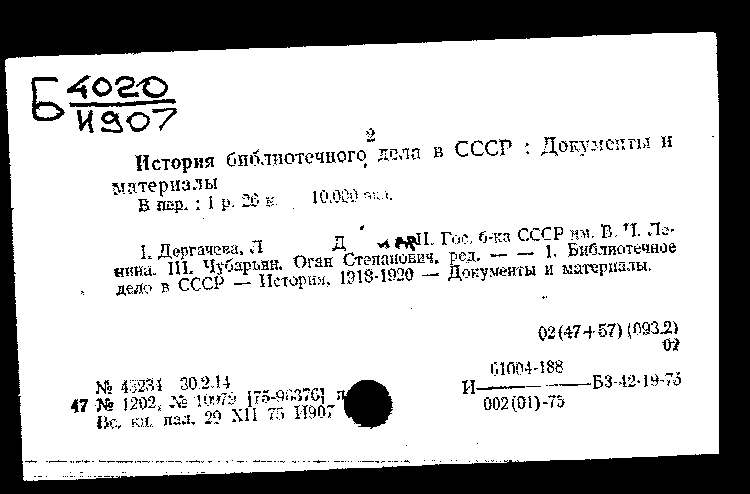 Б 4020
И907
2
История библиотечного дела в СССР : Документы и
материалы
В пер. : 1 р. 26 к. 10.000 экз.
I. Дергачева, Л Д II. Гос. б-ка СССР им. В. И. Ле-
нина. III. Чубарьян, Оган Степанович, ред. — — 1. Библиотечное
дело в СССР — История, 1918-1920 — Документы и материалы.
02(47+57)(093.2)
02
№ 43234 30.2.14
61004-188
И — БЗ-42-19-75
47 № 1202, № 10979 [75-96376]
002(01)-75
Вс. кн. пал. 29 XII 75 И907